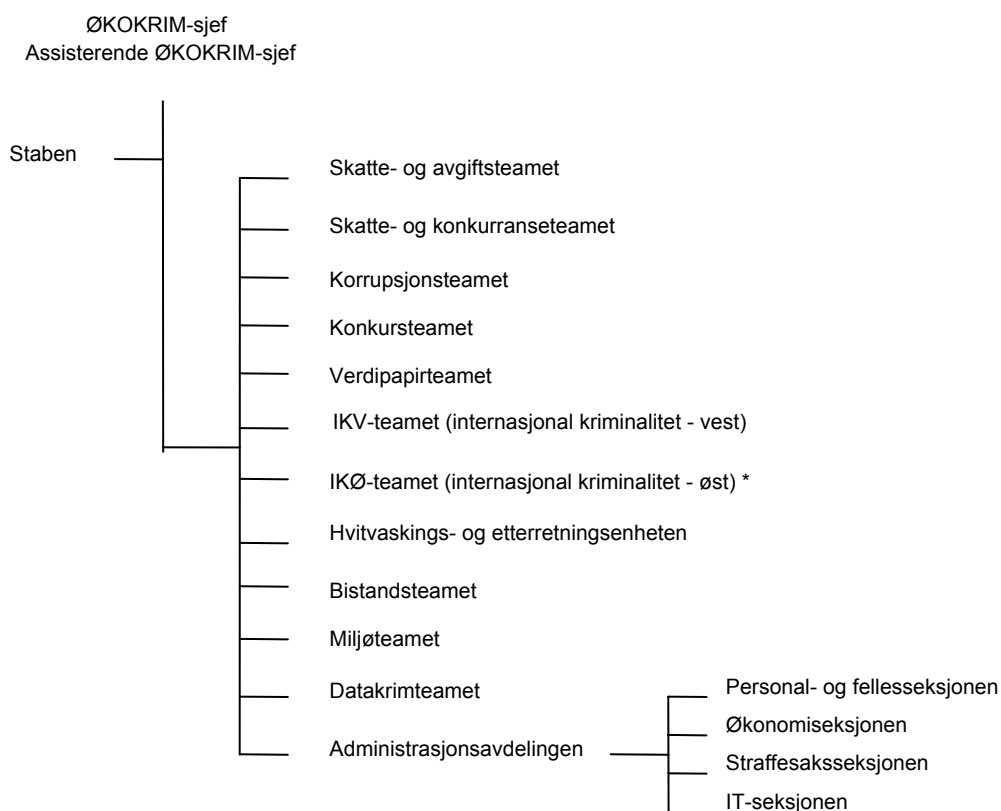 ØKOKRIM-sjef
Assisterende ØKOKRIM-sjef
Staben
Skatte- og avgiftsteamet
Skatte- og konkurranseteamet
Korrupsjonsteamet
Konkursteamet
Verdipapirteamet
IKV-teamet (internasjonal kriminalitet - vest)
IKØ-teamet (internasjonal kriminalitet - øst) *
Hvitvaskings- og etterretningsenheten
Bistandsteamet
Miljøteamet
Datakrimteamet
Administrasjonsavdelingen
Personal- og fellesseksjonen
Økonomiseksjonen
Straffesaksseksjonen
IT-seksjonen